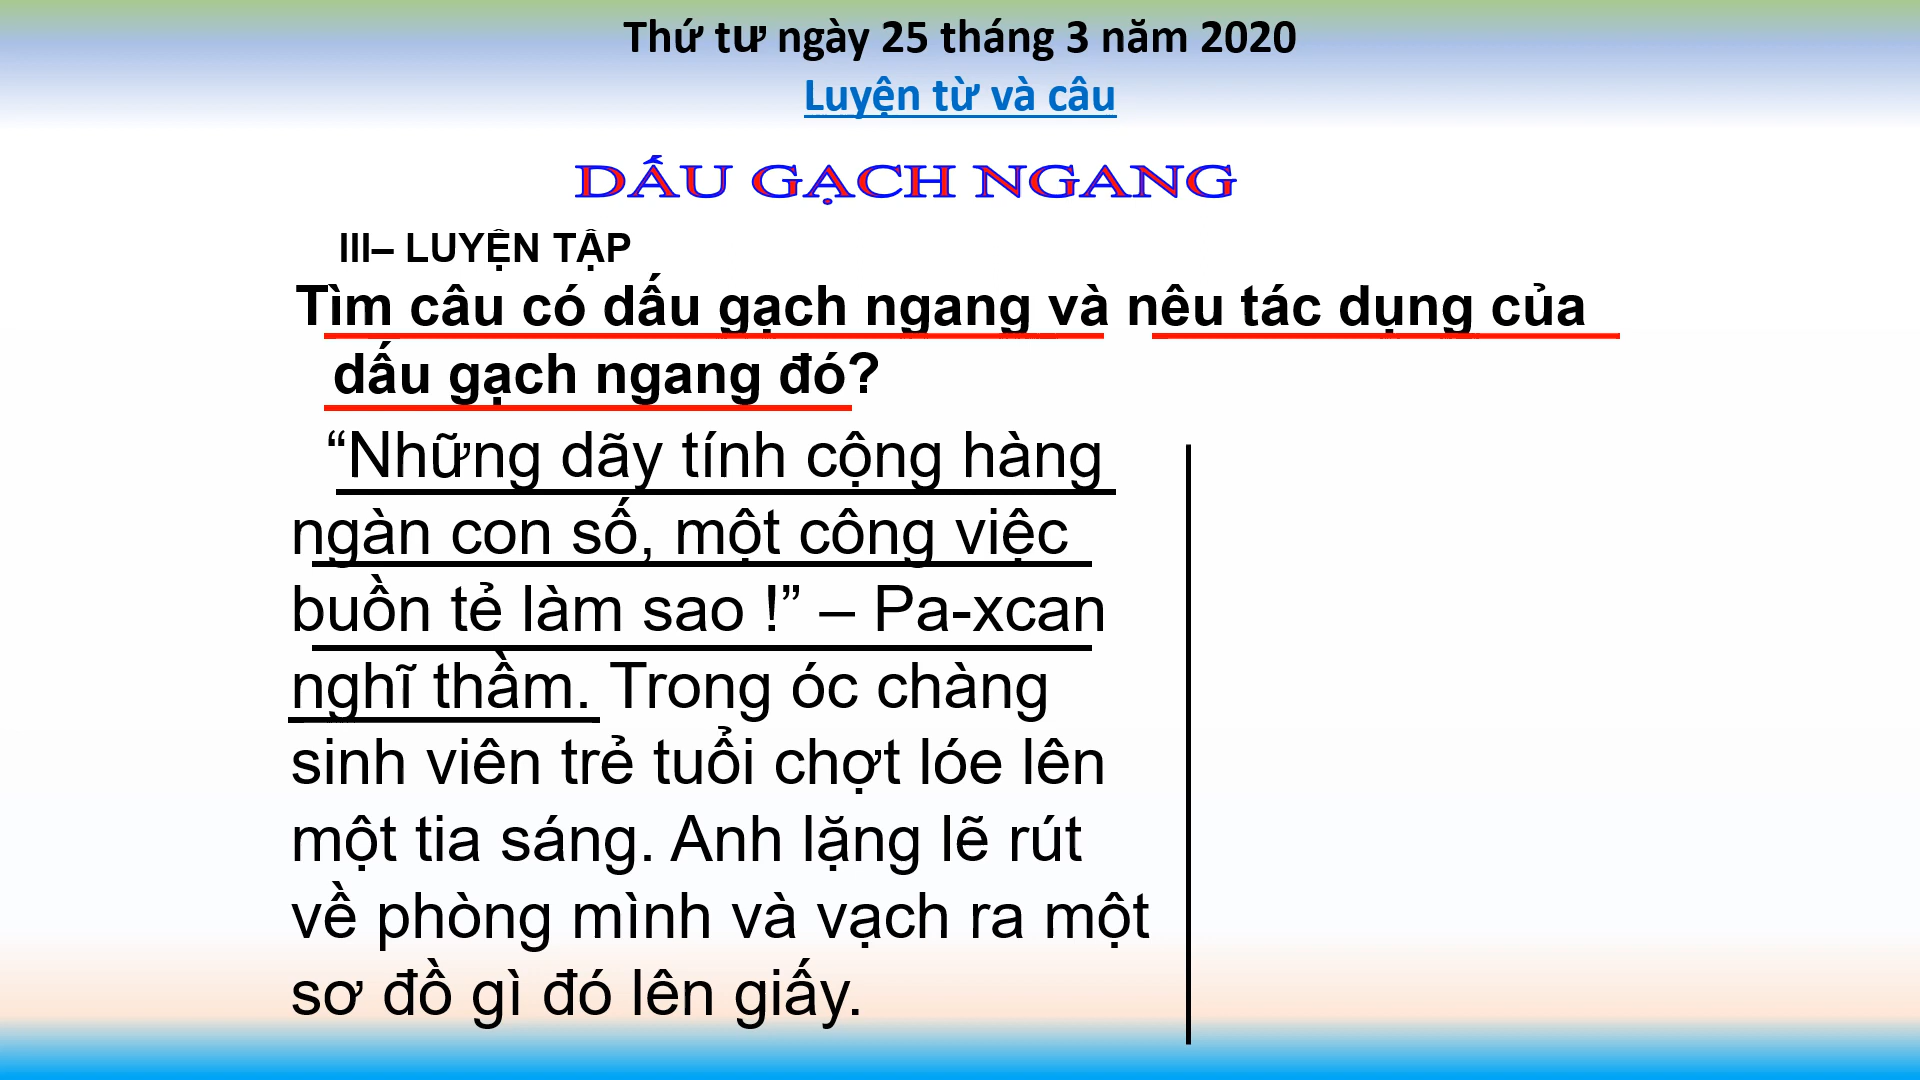 Thứ tư ngày 25 tháng 3 năm 2020
Luyện từ và câu
DẤU GẠCH NGANG
III– LUYỆN TẬP
Tìm câu có dấu gạch ngang và nêu tác dụng của
dấu gạch ngang đó?
“Những dãy tính cộng hàng
ngàn con số, một công việc
buồn tẻ làm sao !” – Pa-xcan
nghĩ thầm. Trong óc chàng
sinh viên trẻ tuổi chợt lóe lên
một tia sáng. Anh lặng lẽ rút
về phòng mình và vạch ra một
sơ đồ gì đó lên giấy.